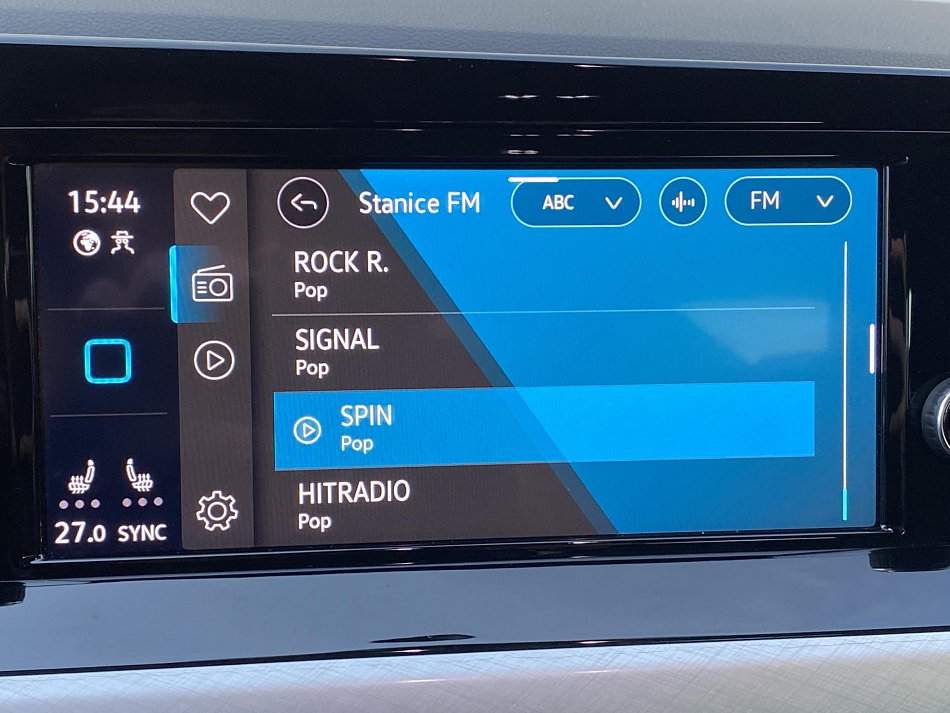 15:44
Stanice FM
ABC
FM
ROCK R.
Pop
SIGNAL
Pop
SPIN
Pop
HITRADIO
Pop
27.0 SYNC